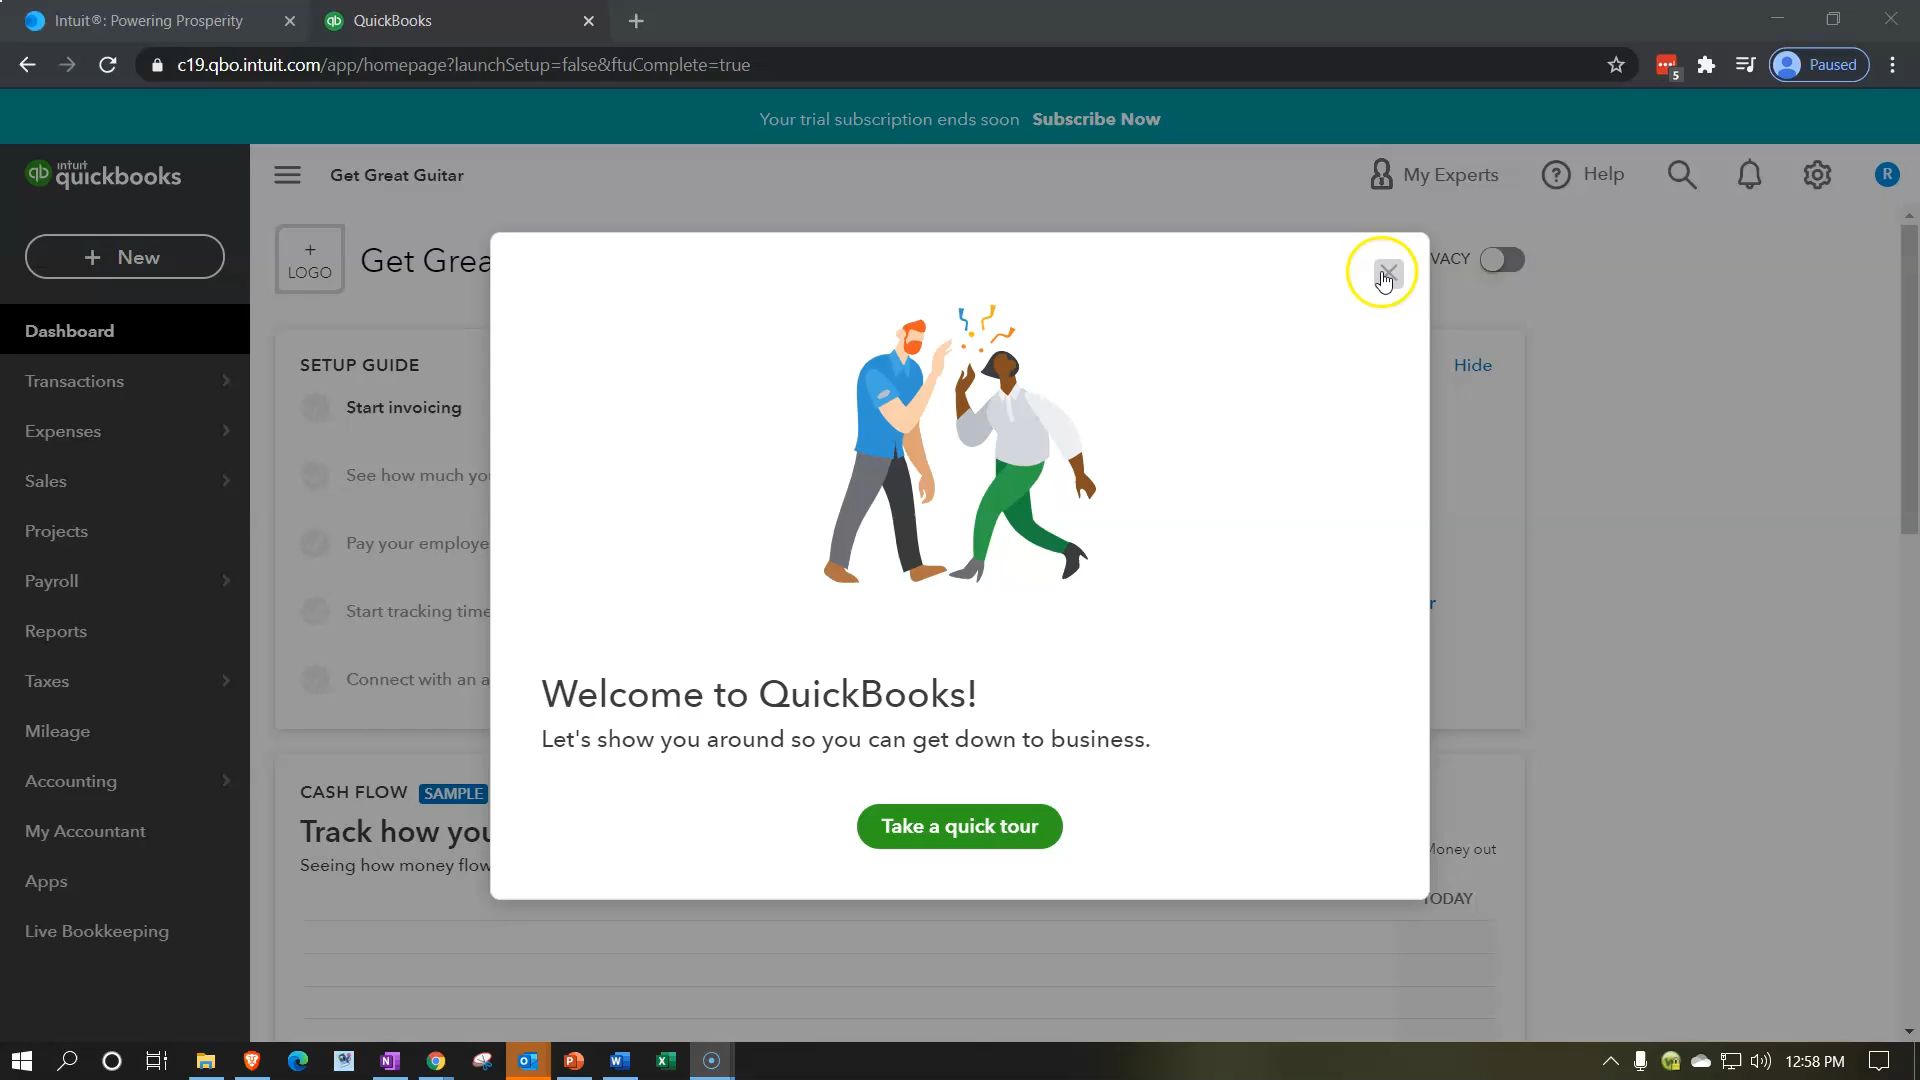 Intuit®: Powering Prosperity
QuickBooks
c19.qbo.intuit.com/app/homepage?launchSetup=false&ftuComplete=true
5
Paused
Your trial subscription ends soon Subscribe Now
qb intuit quickbooks
Get Great Guitar
My Experts
Help
R
+ New
+ LOGO
Get Grea
VACY
Dashboard
Transactions
Expenses
Sales
Projects
Payroll
Reports
Taxes
Mileage
Accounting
My Accountant
Apps
Live Bookkeeping
SETUP GUIDE
Hide
Start invoicing
See how much yo
Pay your employe
Start tracking time
Connect with an a
r
Welcome to QuickBooks!
Let's show you around so you can get down to business.
Take a quick tour
CASH FLOW SAMPLE
Track how you
Seeing how money flow
Money out
TODAY
12:58 PM